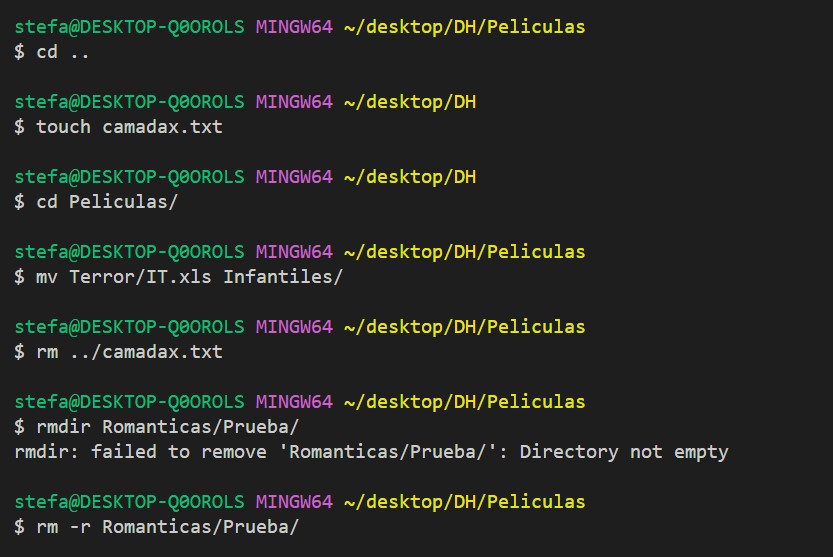 stefa@DESKTOP-Q0OROLS MINGW64 ~/desktop/DH/Peliculas
$ cd ..
stefa@DESKTOP-Q0OROLS MINGW64 ~/desktop/DH
$ touch camadax.txt
stefa@DESKTOP-Q0OROLS MINGW64 ~/desktop/DH
$ cd Peliculas/
stefa@DESKTOP-Q0OROLS MINGW64 ~/desktop/DH/Peliculas
$ mv Terror/IT.xls Infantiles/
stefa@DESKTOP-Q0OROLS MINGW64 ~/desktop/DH/Peliculas
$ rm ../camadax.txt
stefa@DESKTOP-Q0OROLS MINGW64 ~/desktop/DH/Peliculas
$ rmdir Romanticas/Prueba/
rmdir: failed to remove 'Romanticas/Prueba/': Directory not empty
stefa@DESKTOP-Q0OROLS MINGW64 ~/desktop/DH/Peliculas
$ rm -r Romanticas/Prueba/